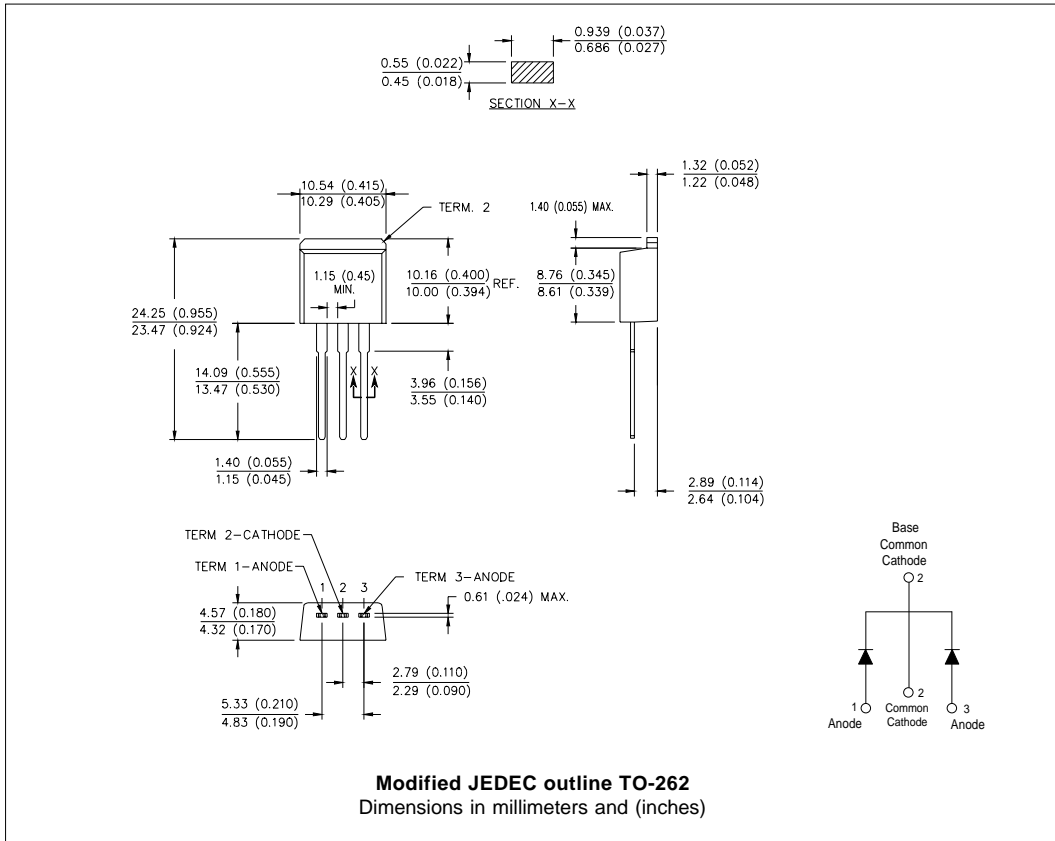 0.939 (0.037)
0.686 (0.027)
0.55 (0.022)
0.45 (0.018)
SECTION X-X
1.32 (0.052)
1.22 (0.048)
10.54 (0.415)
10.29 (0.405)
TERM. 2
1.40 (0.055) MAX.
1.15 (0.45)
MIN.
10.16 (0.400)
10.00 (0.394)
REF.
8.76 (0.345)
8.61 (0.339)
24.25 (0.955)
23.47 (0.924)
14.09 (0.555)
13.47 (0.530)
X X
3.96 (0.156)
3.55 (0.140)
1.40 (0.055)
1.15 (0.045)
2.89 (0.114)
2.64 (0.104)
TERM 2-CATHODE
TERM 1-ANODE
1 2 3
TERM 3-ANODE
0.61 (.024) MAX.
4.57 (0.180)
4.32 (0.170)
2.79 (0.110)
2.29 (0.090)
5.33 (0.210)
4.83 (0.190)
Base
Common
Cathode
2
1
Anode
2
Common
Cathode
3
Anode
Modified JEDEC outline TO-262
Dimensions in millimeters and (inches)